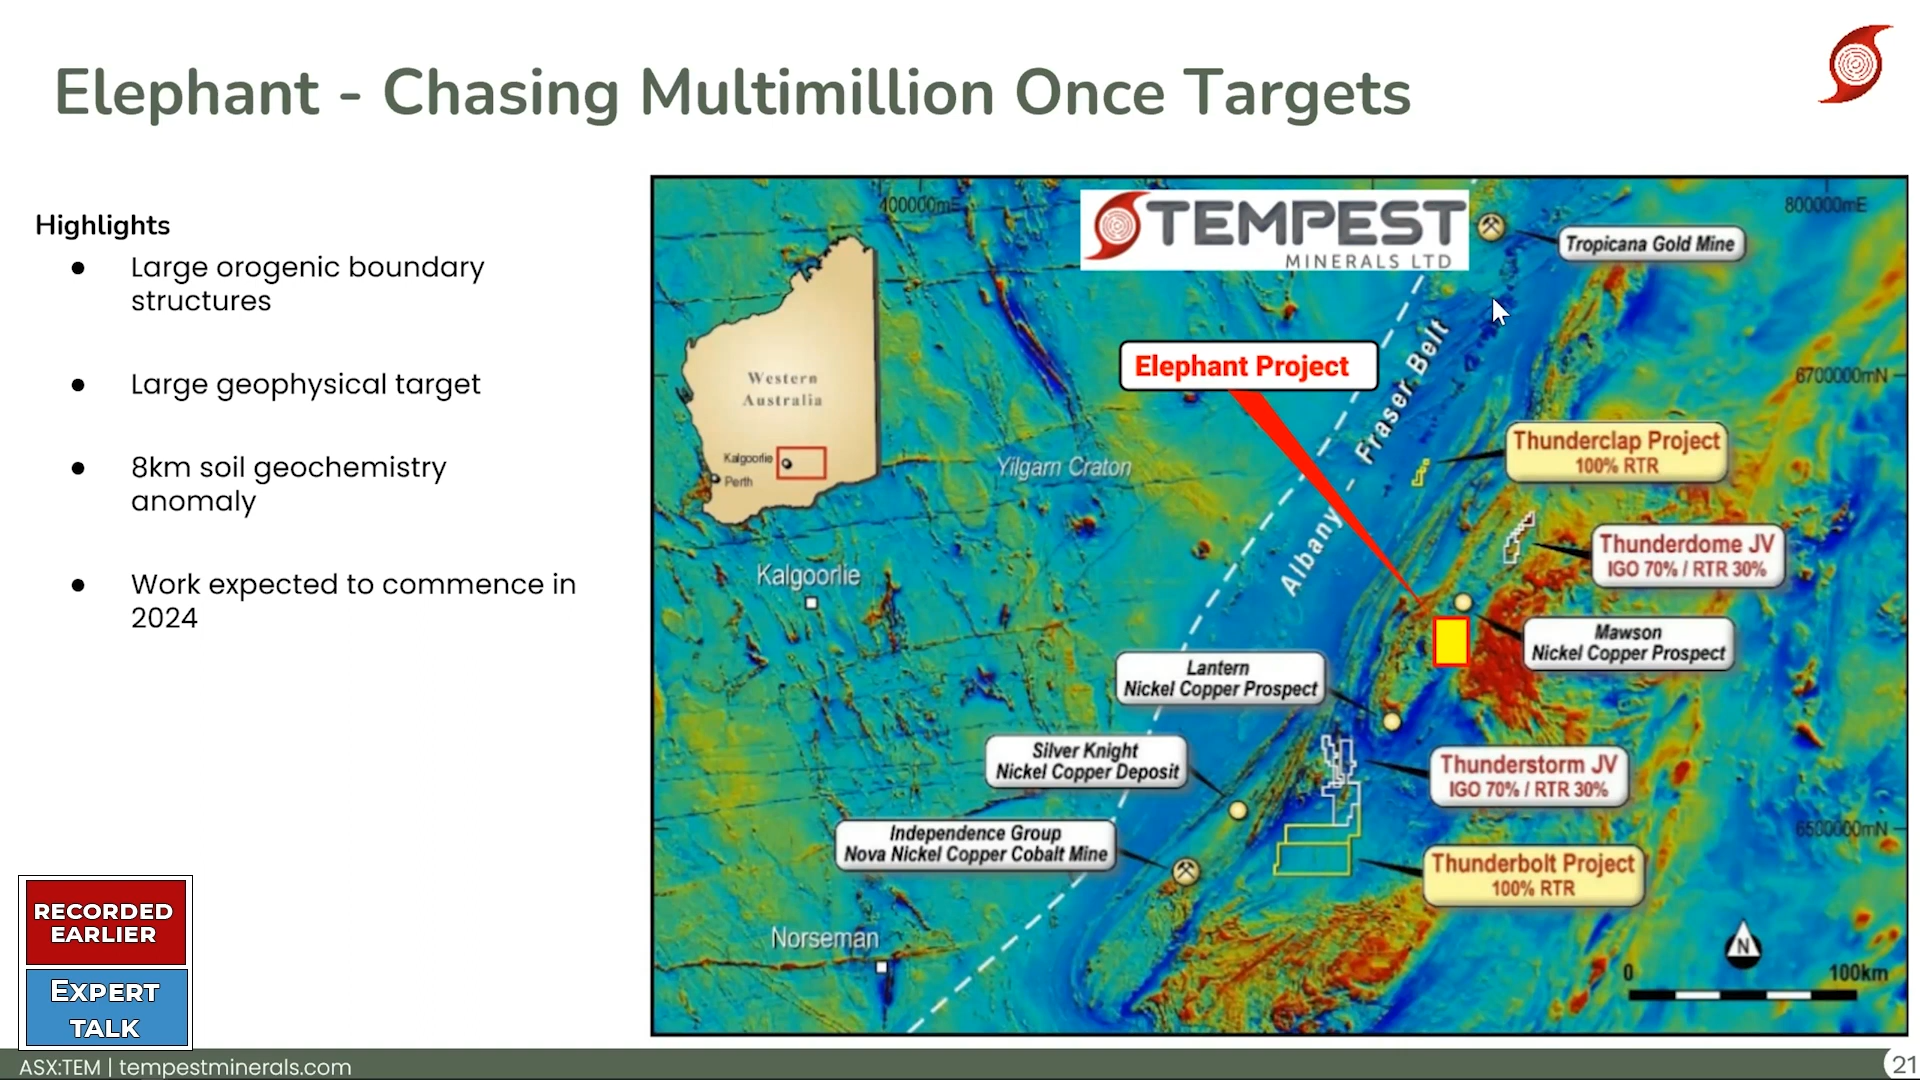 Elephant - Chasing Multimillion Once Targets
Highlights
● Large orogenic boundary
structures
● Large geophysical target
● 8km soil geochemistry
anomaly
● Work expected to commence in
2024
400000mE
800000mE
TEMPEST
MINERALS LTD
Tropicana Gold Mine
Elephant Project
6700000mN
Western
Australia
Kalgoorlie
Perth
Yilgarn Craton
Albany - Fraser Belt
Thunderclap Project
100% RTR
Thunderdome JV
IGO 70% / RTR 30%
Kalgoorlie
Mawson
Nickel Copper Prospect
Lantern
Nickel Copper Prospect
Silver Knight
Nickel Copper Deposit
Thunderstorm JV
IGO 70% / RTR 30%
Independence Group
Nova Nickel Copper Cobalt Mine
6500000mN
Thunderbolt Project
100% RTR
Norseman
N
0 100km
RECORDED
EARLIER
EXPERT
TALK
ASX:TEM | tempestminerals.com
21